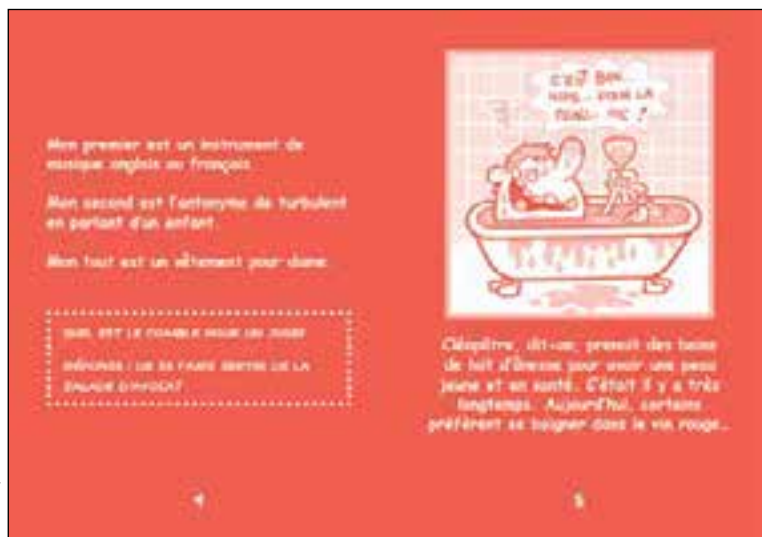 Mon premier est un instrument de
musique anglais ou français.
Mon second est l'antonyme de turbulent
en parlant d'un enfant.
Mon tout est un vêtement pour dame.
QUEL EST LE COMBLE POUR UN JUGE
RÉPONSE : DE SE FAIRE SERVIR DE LA
SALADE D'AVOCAT
4
C'EST BON...
POUR LA
Cléopâtre, dit-on, prenait des bains
de lait d'ânesse pour avoir une peau
jeune et en santé. C'était il y a très
longtemps. Aujourd'hui, certains
préfèrent se baigner dans le vin rouge...
5